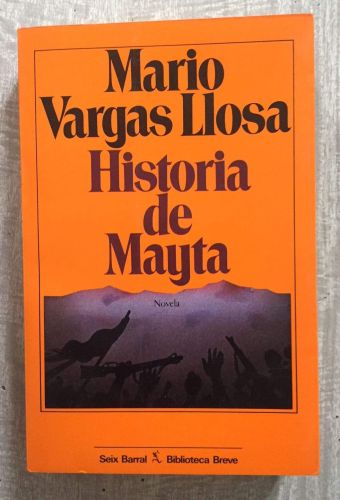 Mario
Vargas Llosa
Historia
de
Mayta
Novela
Seix Barral Biblioteca Breve